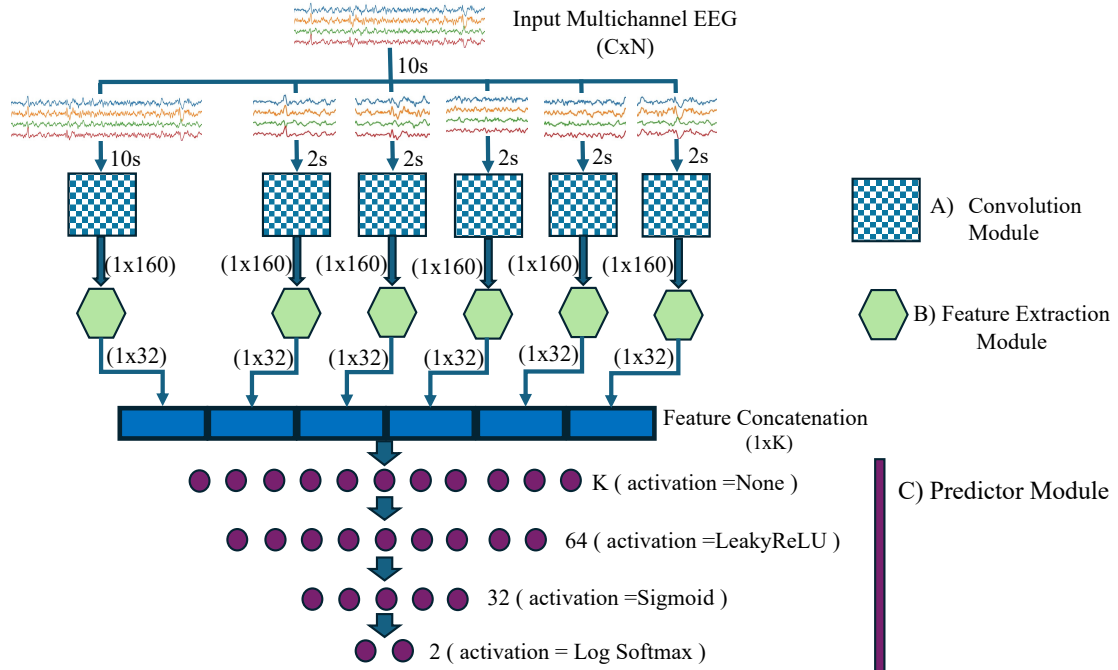 Input Multichannel EEG
(CxN)
10s
10s
2s
2s
2s
2s
2s
A) Convolution
Module
(1x160)
(1x160)
(1x160)
(1x160)
(1x160)
(1x160)
B) Feature Extraction
Module
(1x32)
(1x32)
(1x32)
(1x32)
(1x32)
(1x32)
Feature Concatenation
(1xK)
K ( activation =None )
C) Predictor Module
64 ( activation =LeakyReLU )
32 ( activation =Sigmoid )
2 ( activation = Log Softmax )